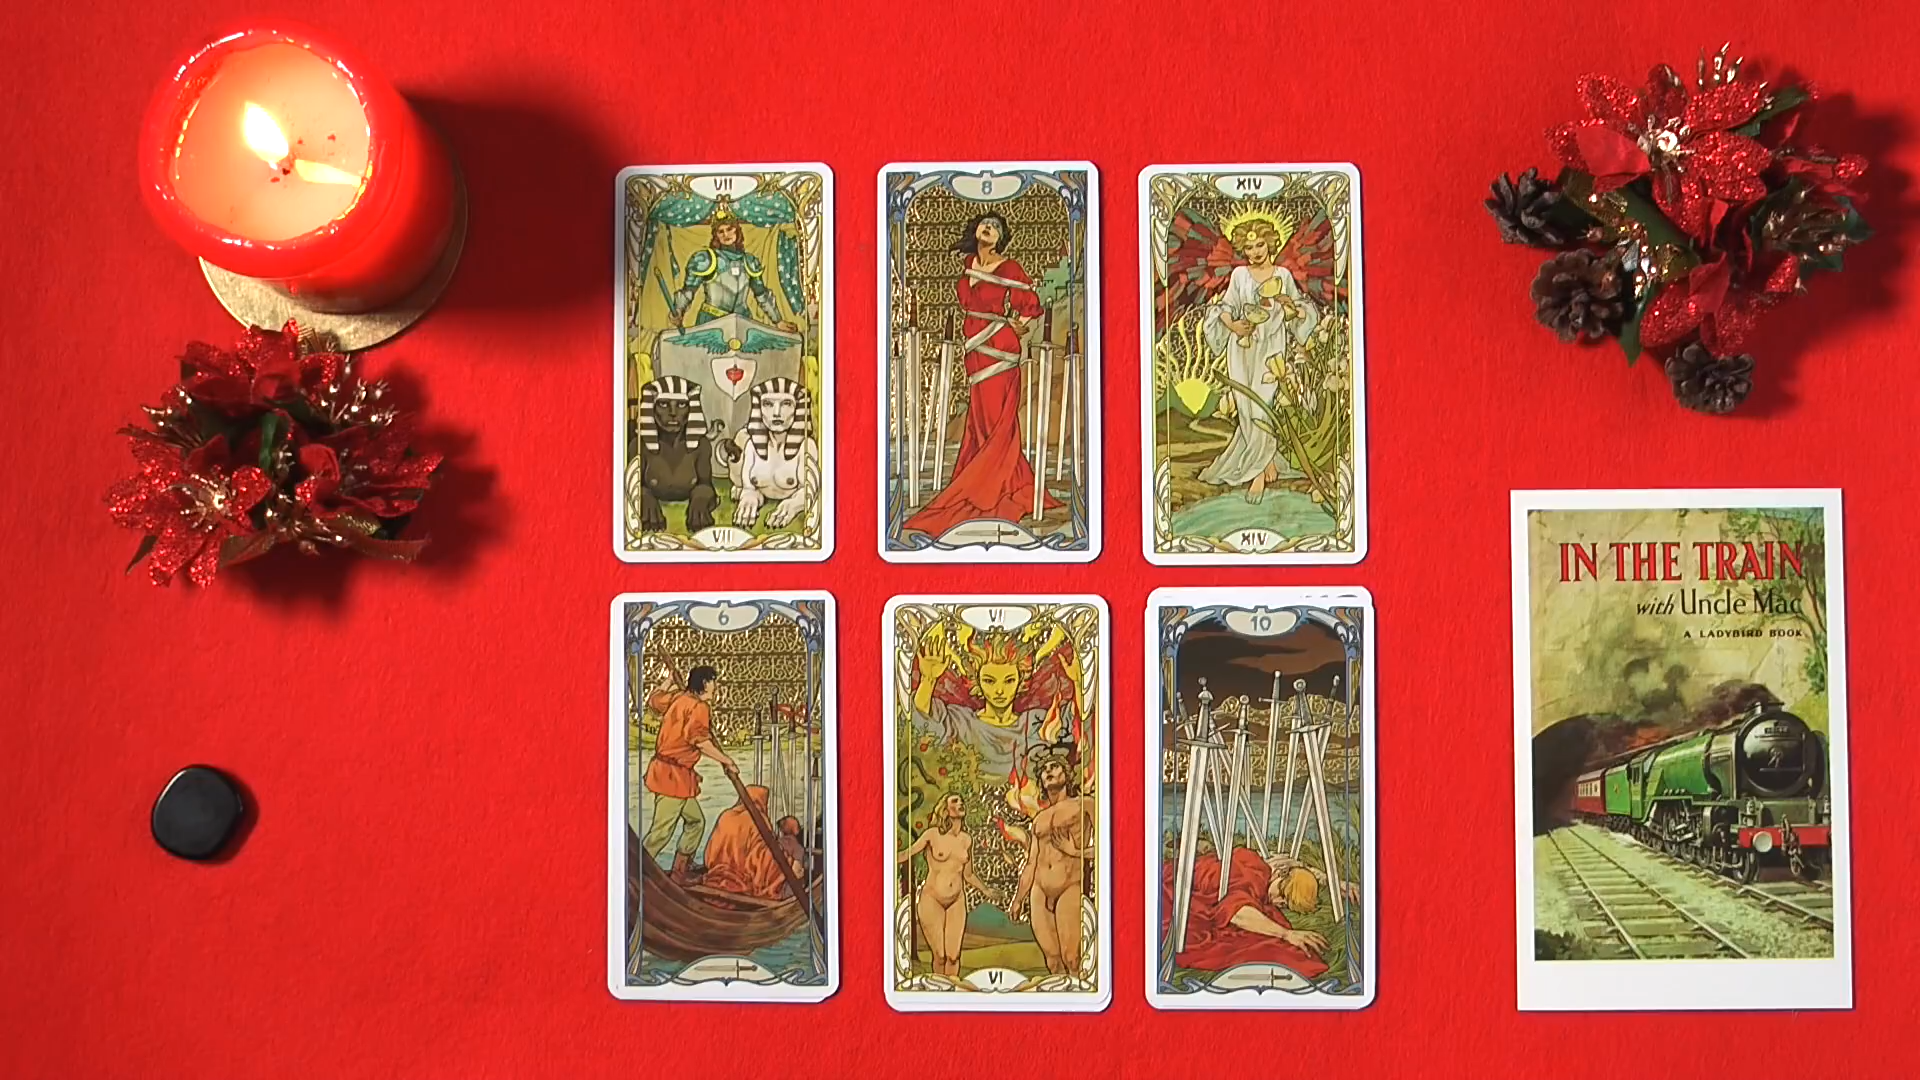 VII
8
XIV
VII
XIV
6
VI
10
VI
IN THE TRAIN
with Uncle Mac
A LADYBIRD BOOK